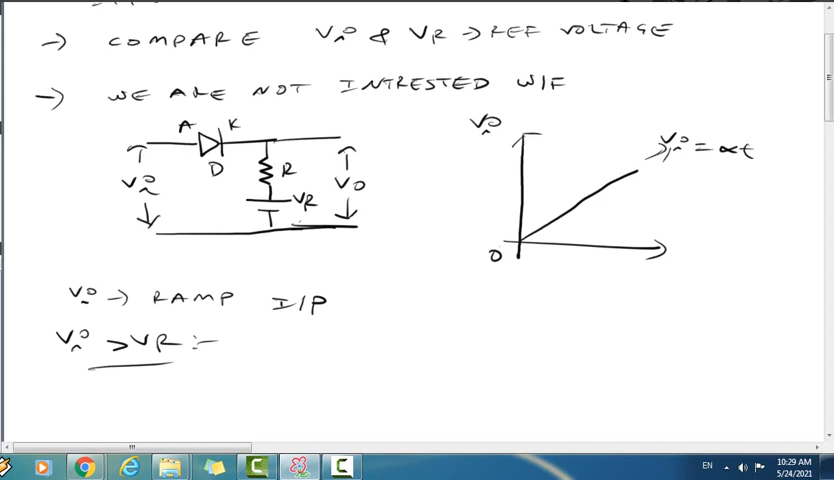 → COMPARE Vi & VR → REF VOLTAGE
→ WE ARE NOT INTRESTED W/F
A K
D
R
VR
Vi
Vo
Vi
Vi = αt
0
Vi → RAMP I/P
Vi > VR :-
EN
10:29 AM
5/24/2021